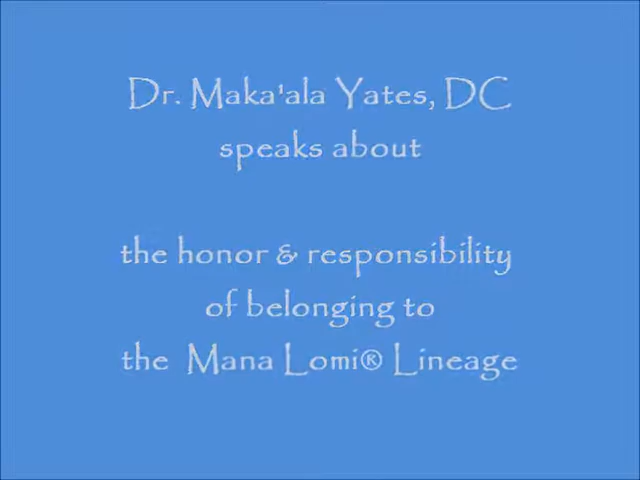 Dr. Maka'ala Yates, DC
speaks about
the honor & responsibility
of belonging to
the Mana Lomi® Lineage